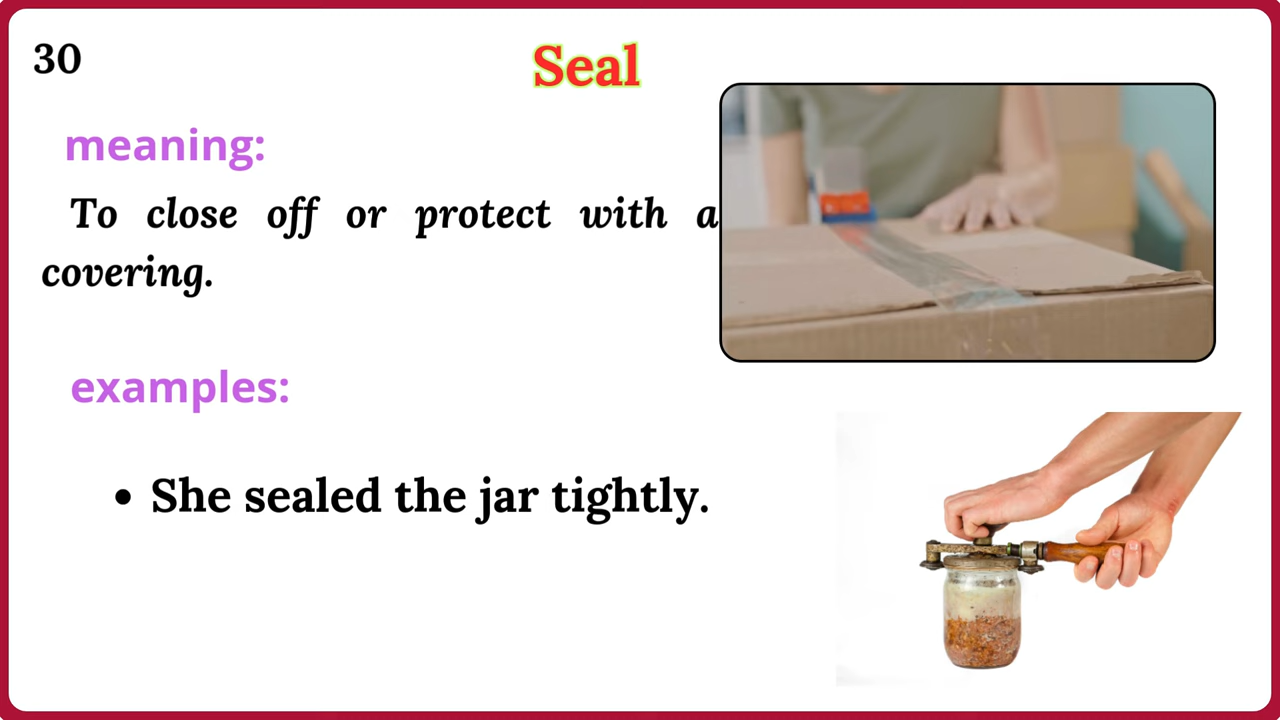 30
Seal
meaning:
To close off or protect with a
covering.
examples:
• She sealed the jar tightly.